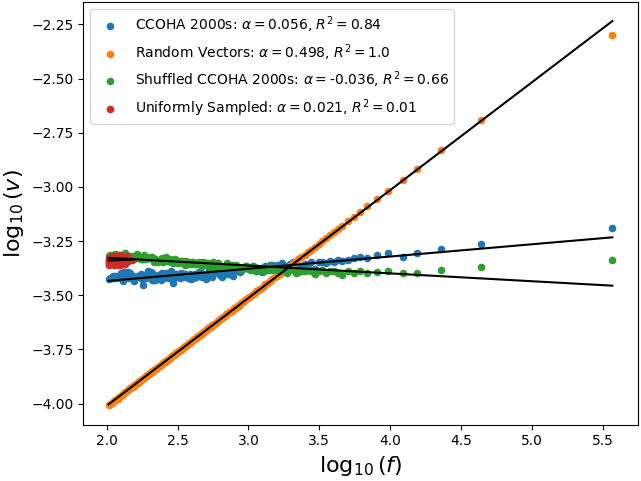 CCOHA 2000s: α = 0.056, R² = 0.84
Random Vectors: α = 0.498, R² = 1.0
Shuffled CCOHA 2000s: α = -0.036, R² = 0.66
Uniformly Sampled: α = 0.021, R² = 0.01
−2.25
−2.50
−2.75
−3.00
−3.25
−3.50
−3.75
−4.00
log₁₀(v)
2.0 2.5 3.0 3.5 4.0 4.5 5.0 5.5
log₁₀(f)